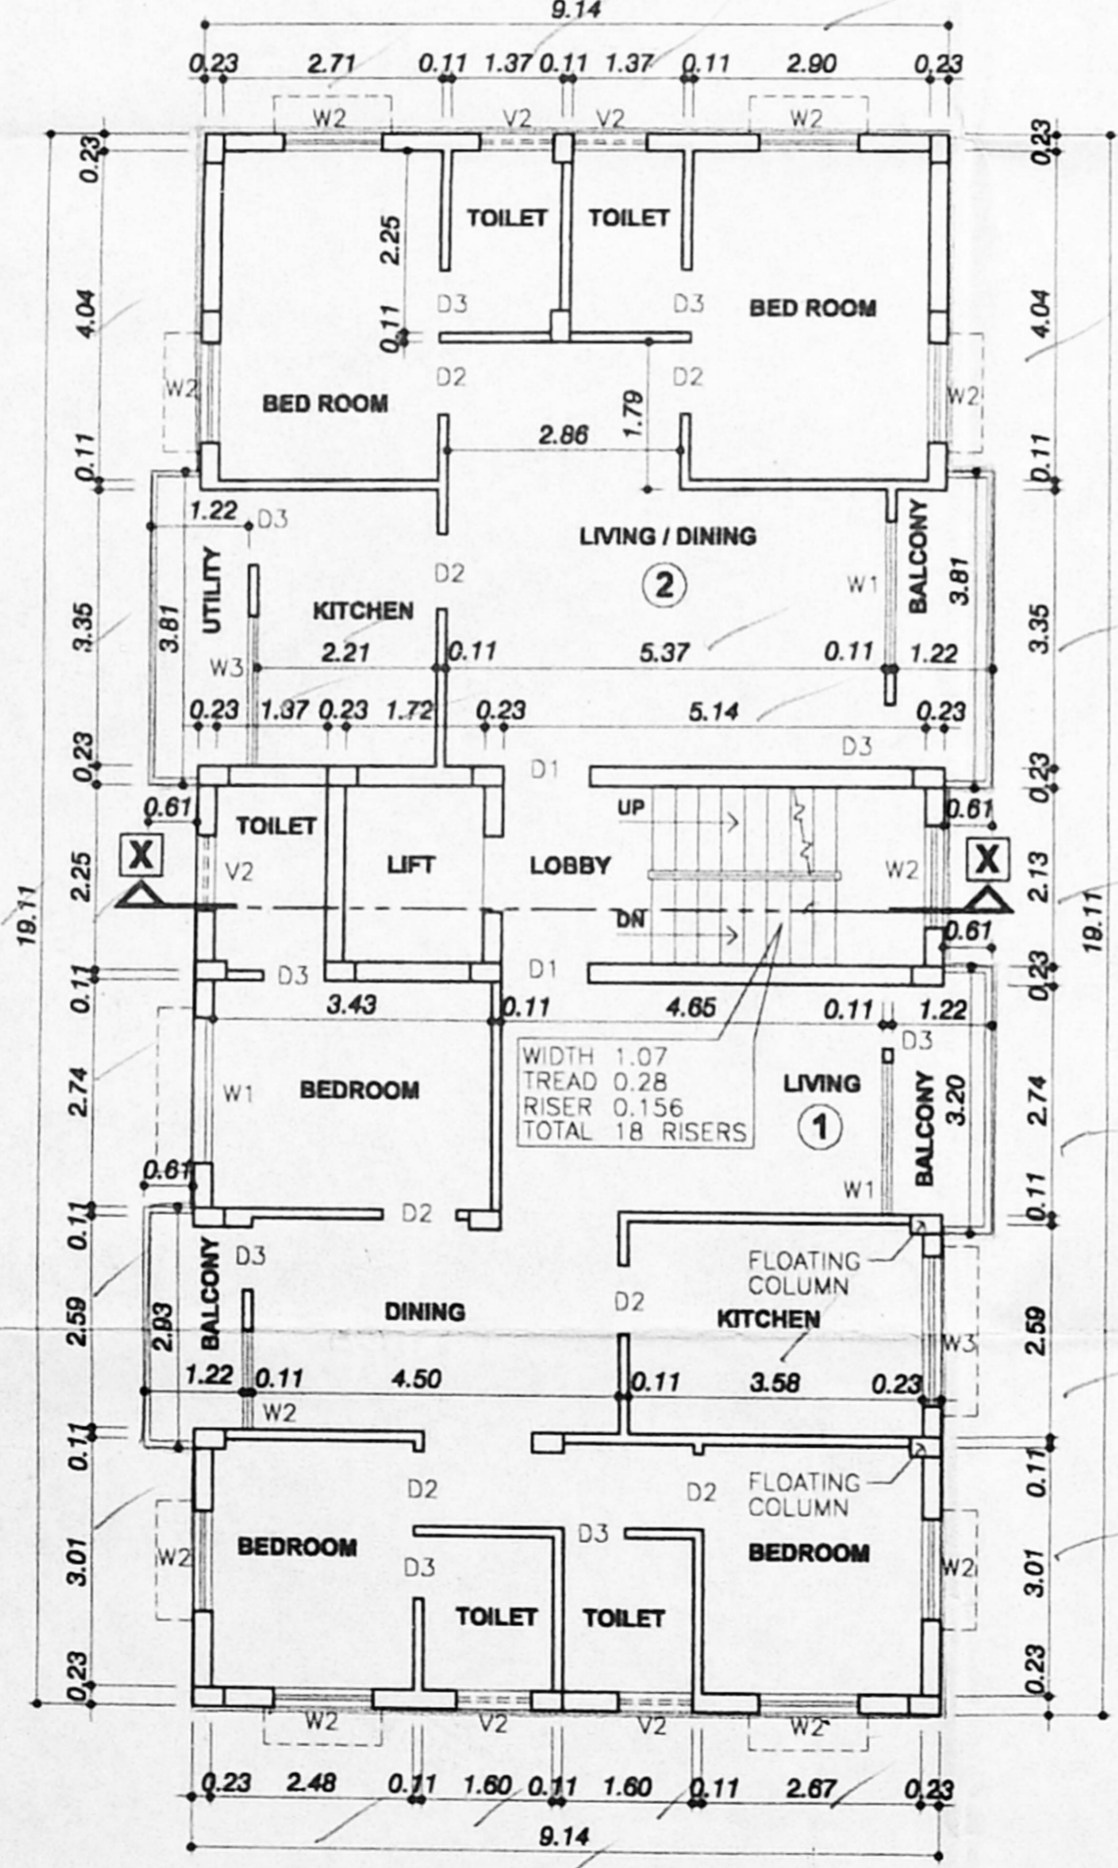 9.14
0.23 2.71 0.11 1.37 0.11 1.37 0.11 2.90 0.23
W2 V2 V2 W2
0.23 0.23
TOILET TOILET
2.25
4.04 D3 D3 BED ROOM 4.04
0.11
W2 D2 D2 W2
BED ROOM
1.79
2.86
0.11 0.11
1.22 D3
LIVING / DINING
2
UTILITY D2 W1 BALCONY
3.81 KITCHEN 3.81
3.35 3.35
W3 2.21 0.11 5.37 0.11 1.22
0.23 1.37 0.23 1.72 0.23 5.14 0.23
D3
0.23 D1 0.23
0.61 UP 0.61
TOILET
X LIFT LOBBY X
2.25 V2 W2 2.13
19.11 19.11
DN 0.61
0.11 D3 D1 0.23
3.43 0.11 4.65 0.11 1.22
D3
WIDTH 1.07
TREAD 0.28
RISER 0.156
TOTAL 18 RISERS
2.74 W1 BEDROOM LIVING 3.20 2.74
1 BALCONY
0.61 W1
0.11 D2 0.11
D3 FLOATING
COLUMN
BALCONY DINING D2 KITCHEN
2.59 2.93 W3 2.59
1.22 0.11 4.50 0.11 3.58 0.23
W2
0.11 0.11
D2 D2 FLOATING
COLUMN
D3
BEDROOM D3 BEDROOM
W2 W2
3.01 3.01
TOILET TOILET
0.23 0.23
W2 V2 V2 W2
0.23 2.48 0.11 1.60 0.11 1.60 0.11 2.67 0.23
9.14